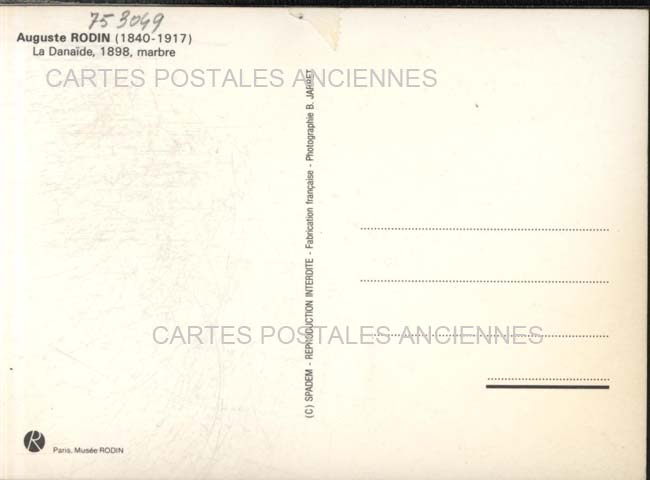 75 3049
Auguste RODIN (1840-1917)
La Danaïde, 1898, marbre
CARTES POSTALES ANCIENNES
(C) SPADEM - REPRODUCTION INTERDITE - Fabrication française - Photographie B. JARRET
CARTES POSTALES ANCIENNES
R
Paris, Musée RODIN